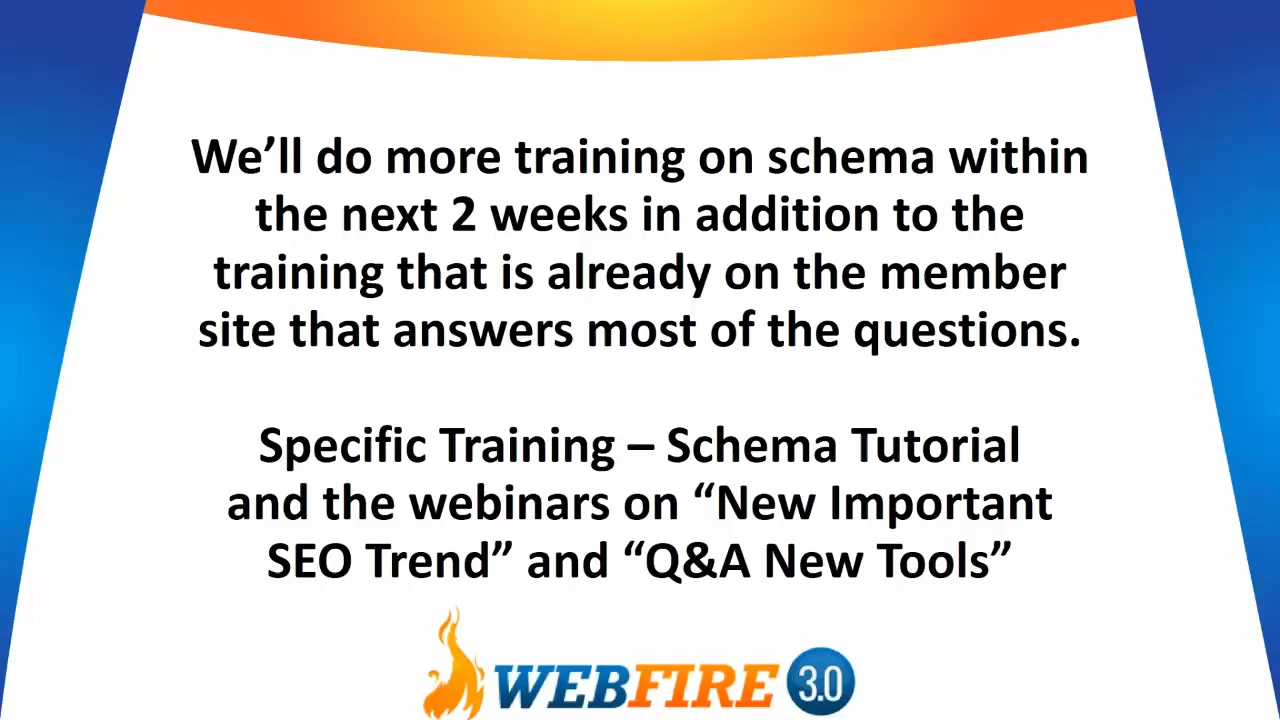 We’ll do more training on schema within
the next 2 weeks in addition to the
training that is already on the member
site that answers most of the questions.
Specific Training – Schema Tutorial
and the webinars on “New Important
SEO Trend” and “Q&A New Tools”
WEBFIRE 3.0